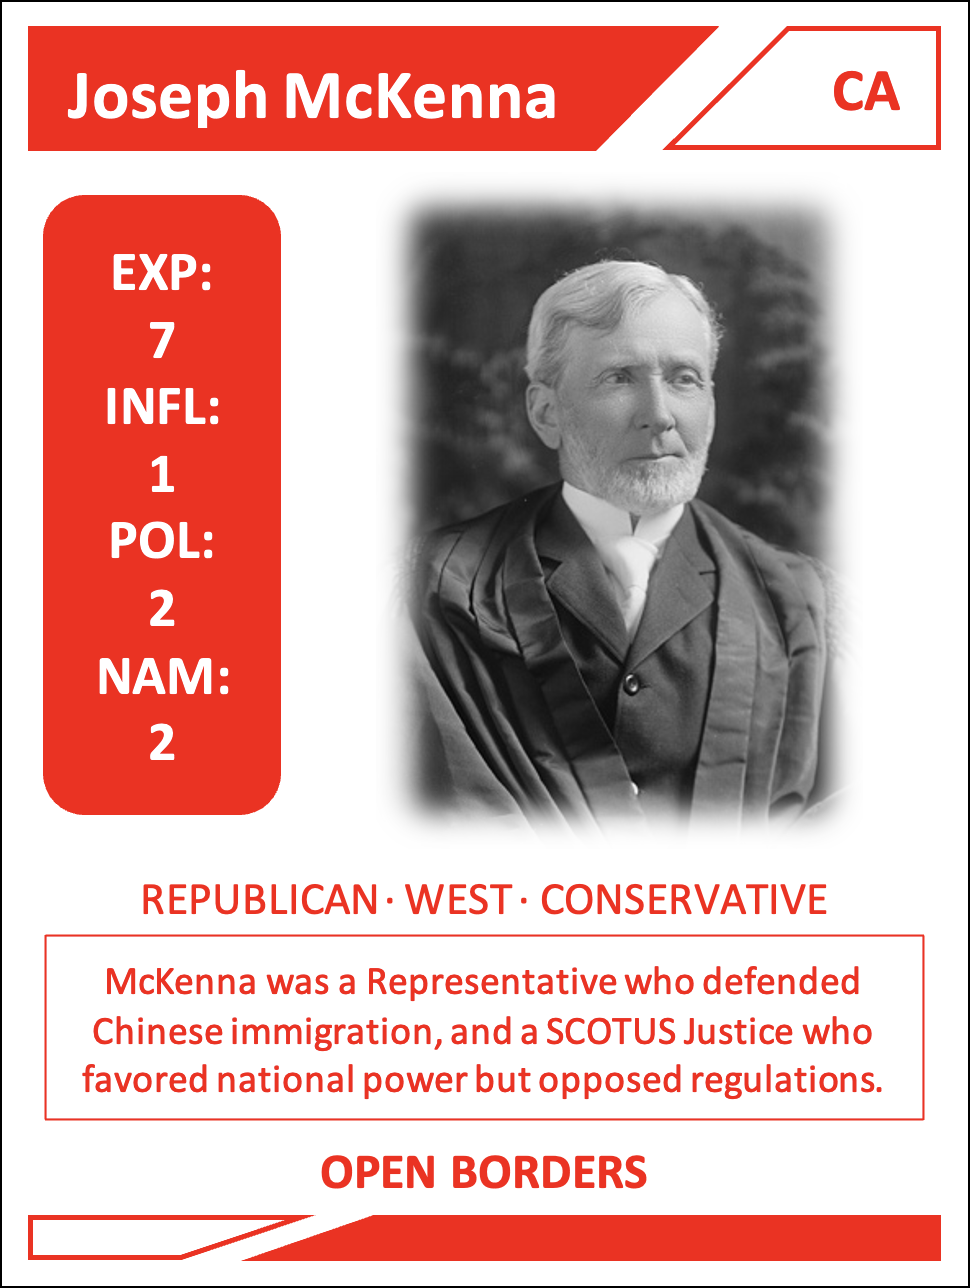 Joseph McKenna
CA
EXP:
7
INFL:
1
POL:
2
NAM:
2
REPUBLICAN · WEST · CONSERVATIVE
McKenna was a Representative who defended
Chinese immigration, and a SCOTUS Justice who
favored national power but opposed regulations.
OPEN BORDERS